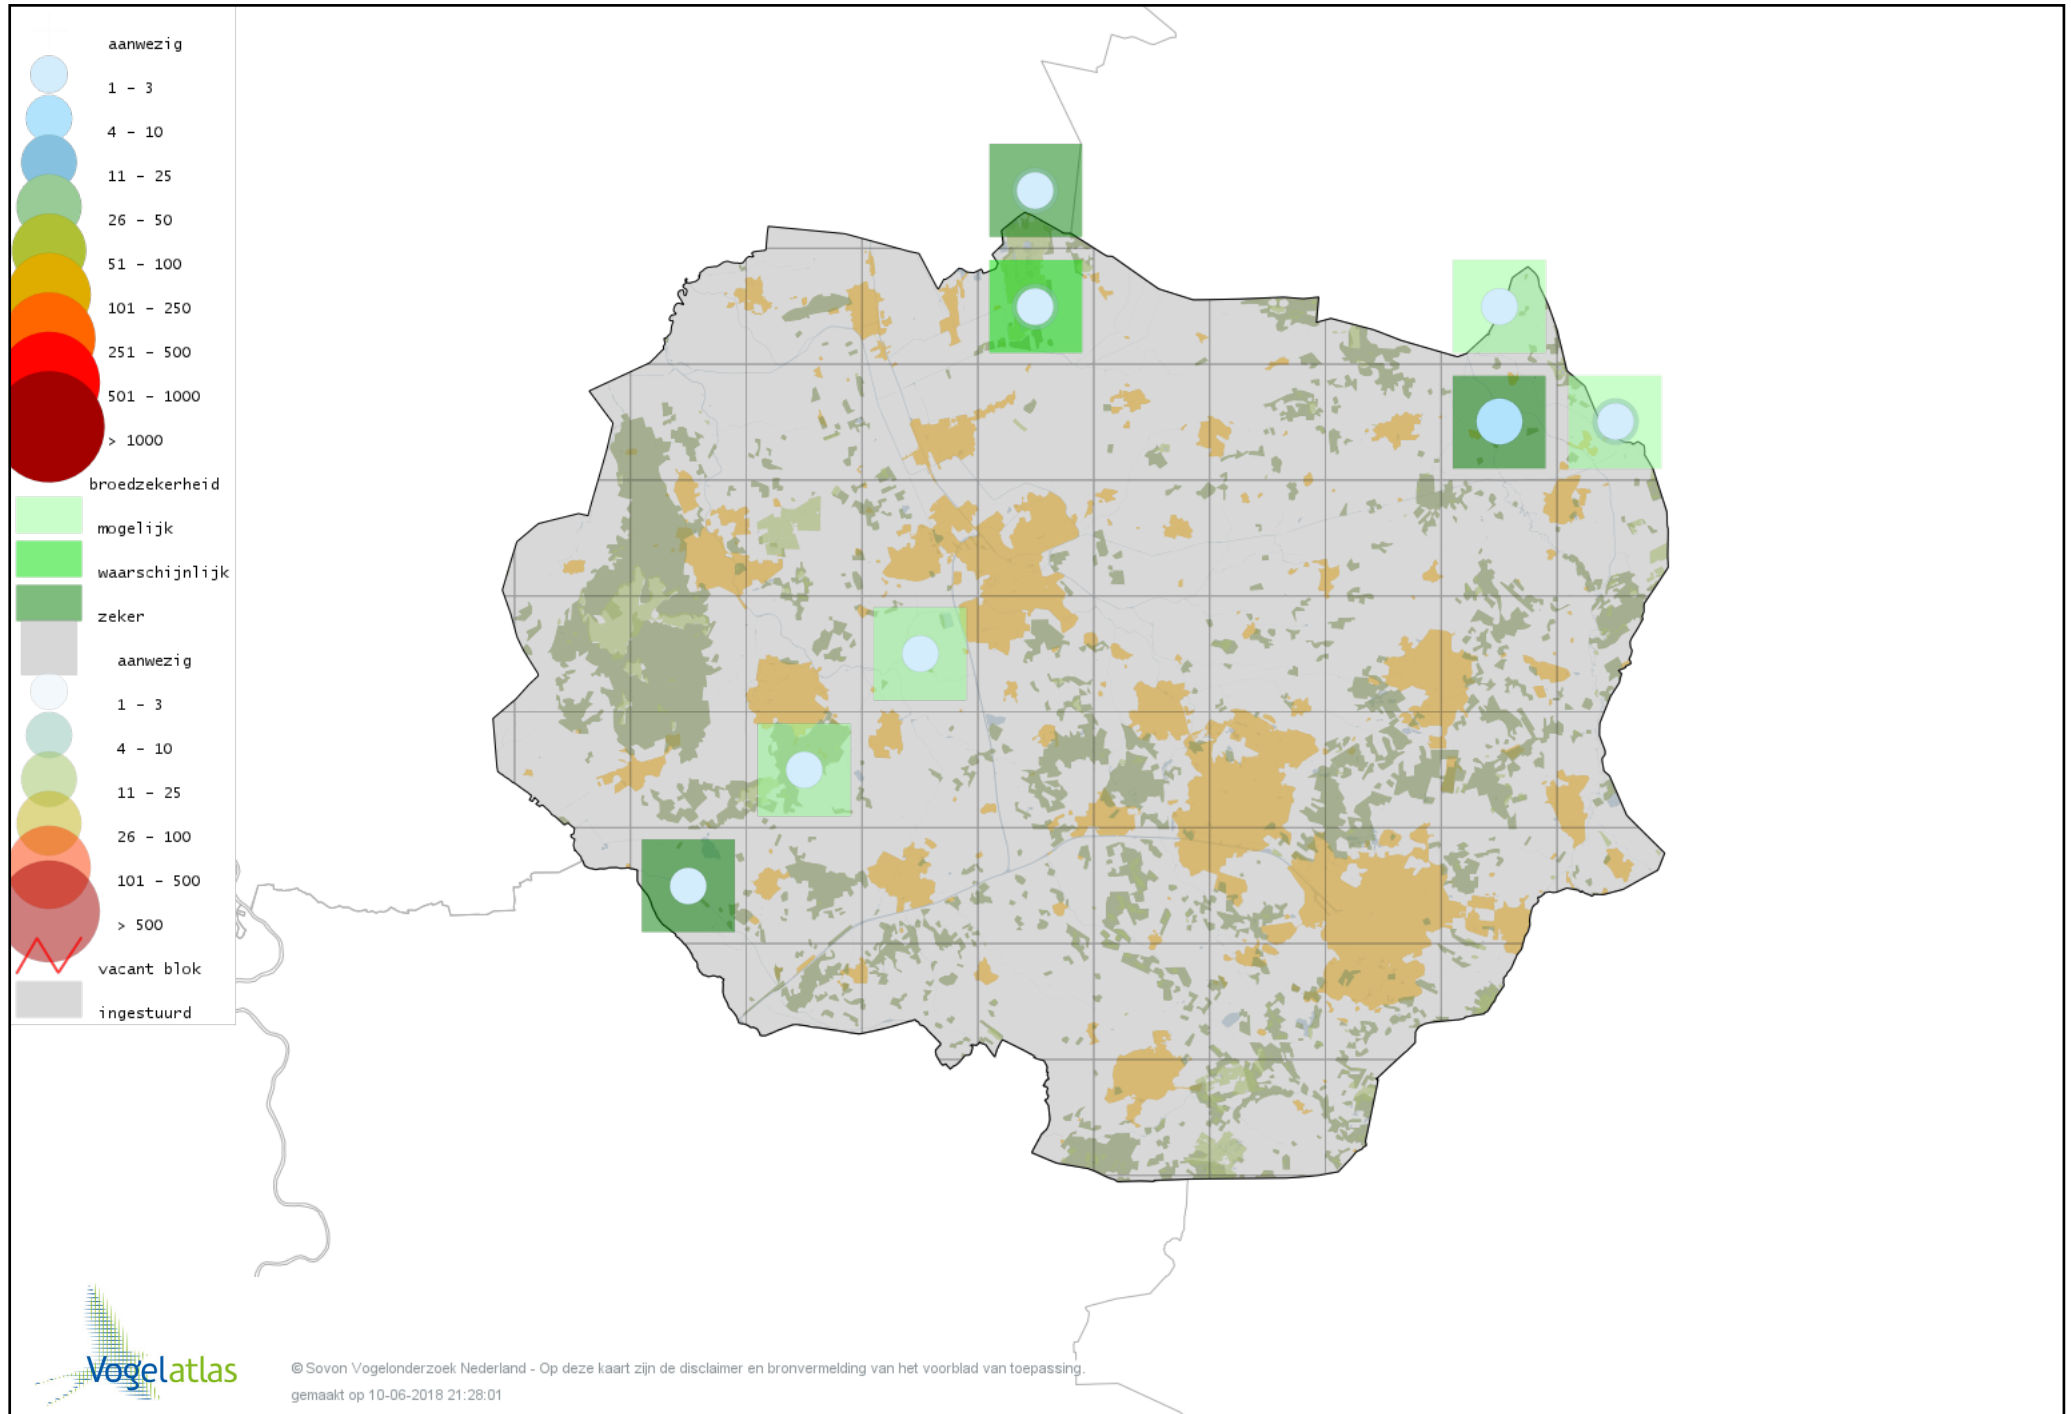 aanwezig
1 - 3
4 - 10
11 - 25
26 - 50
51 - 100
101 - 250
251 - 500
501 - 1000
> 1000
broedzekerheid
mogelijk
waarschijnlijk
zeker
aanwezig
1 - 3
4 - 10
11 - 25
26 - 100
101 - 500
> 500
vacant blok
ingestuurd
Vogelatlas
© Sovon Vogelonderzoek Nederland - Op deze kaart zijn de disclaimer en bronvermelding van het voorblad van toepassing.
gemaakt op 10-06-2018 21:28:01